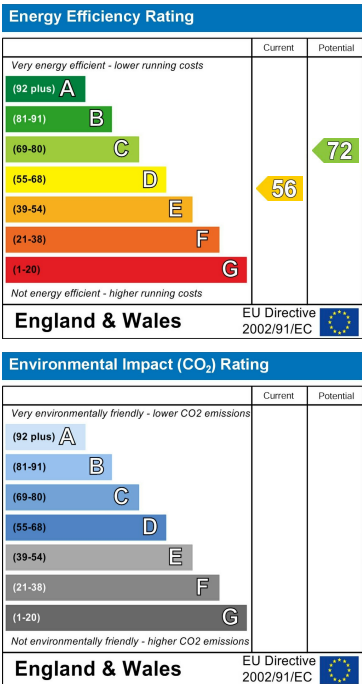 Energy Efficiency Rating
Current Potential
Very energy efficient - lower running costs
(92 plus) A
(81-91) B
(69-80) C
72
(55-68) D
56
(39-54) E
(21-38) F
(1-20) G
Not energy efficient - higher running costs
England & Wales
EU Directive
2002/91/EC
Environmental Impact (CO₂) Rating
Current Potential
Very environmentally friendly - lower CO2 emissions
(92 plus) A
(81-91) B
(69-80) C
(55-68) D
(39-54) E
(21-38) F
(1-20) G
Not environmentally friendly - higher CO2 emissions
England & Wales
EU Directive
2002/91/EC